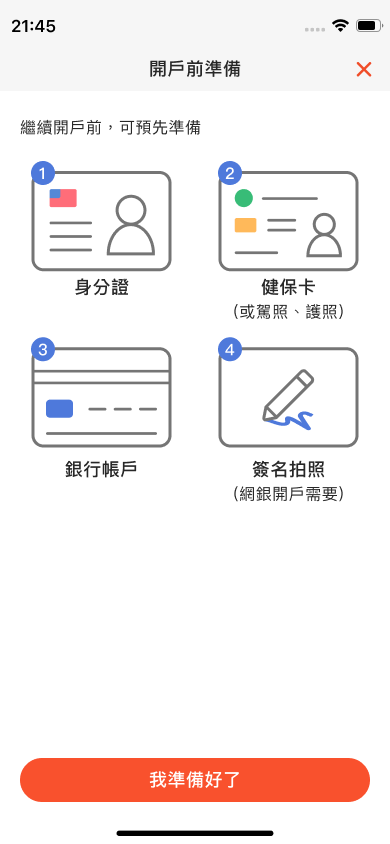 21:45
開戶前準備
繼續開戶前，可預先準備
1
身分證
2
健保卡
(或駕照、護照)
3
銀行帳戶
4
簽名拍照
(網銀開戶需要)
我準備好了